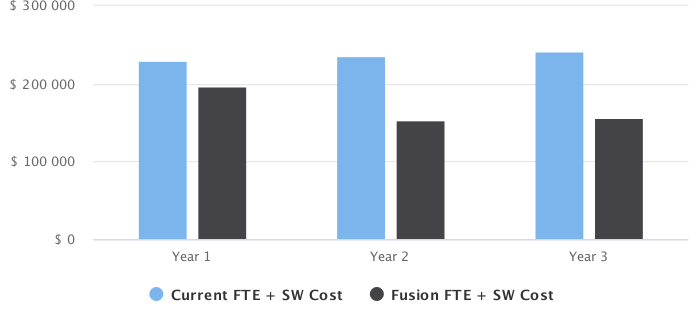 $ 300 000
$ 200 000
$ 100 000
$ 0
Year 1 Year 2 Year 3
Current FTE + SW Cost Fusion FTE + SW Cost